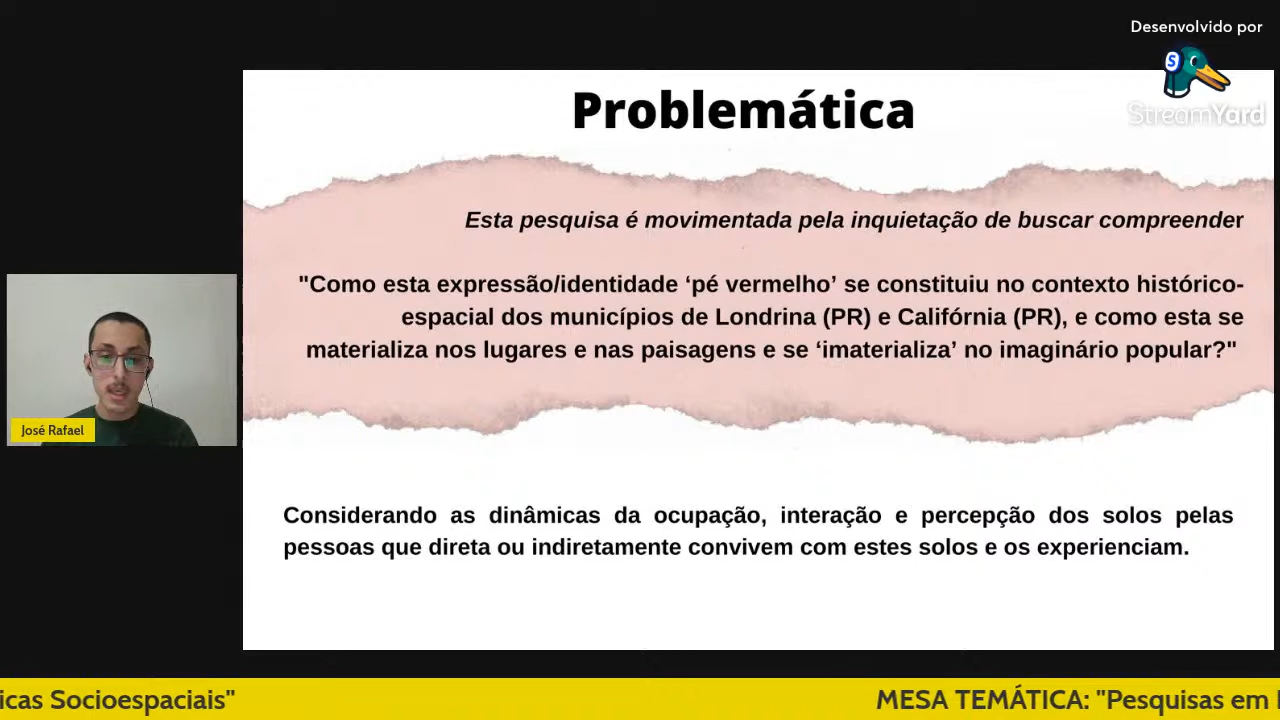 Desenvolvido por
StreamYard
Problemática
Esta pesquisa é movimentada pela inquietação de buscar compreender
"Como esta expressão/identidade ‘pé vermelho’ se constituiu no contexto histórico-
espacial dos municípios de Londrina (PR) e Califórnia (PR), e como esta se
materializa nos lugares e nas paisagens e se ‘imaterializa’ no imaginário popular?"
Considerando as dinâmicas da ocupação, interação e percepção dos solos pelas
pessoas que direta ou indiretamente convivem com estes solos e os experienciam.
José Rafael
icas Socioespaciais"
MESA TEMÁTICA: "Pesquisas em